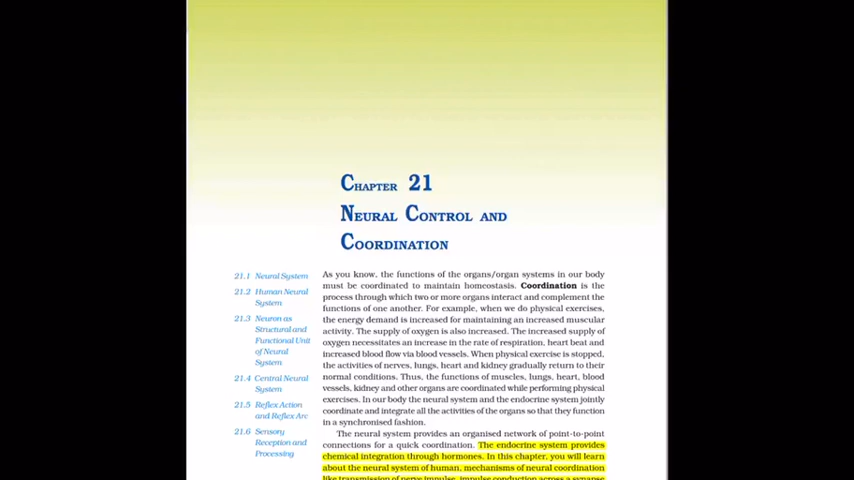 CHAPTER 21
NEURAL CONTROL AND
COORDINATION
21.1 Neural System
21.2 Human Neural
System
21.3 Neuron as
Structural and
Functional Unit
of Neural
System
21.4 Central Neural
System
21.5 Reflex Action
and Reflex Arc
21.6 Sensory
Reception and
Processing
As you know, the functions of the organs/organ systems in our body
must be coordinated to maintain homeostasis. Coordination is the
process through which two or more organs interact and complement the
functions of one another. For example, when we do physical exercises,
the energy demand is increased for maintaining an increased muscular
activity. The supply of oxygen is also increased. The increased supply of
oxygen necessitates an increase in the rate of respiration, heart beat and
increased blood flow via blood vessels. When physical exercise is stopped,
the activities of nerves, lungs, heart and kidney gradually return to their
normal conditions. Thus, the functions of muscles, lungs, heart, blood
vessels, kidney and other organs are coordinated while performing physical
exercises. In our body the neural system and the endocrine system jointly
coordinate and integrate all the activities of the organs so that they function
in a synchronised fashion.
The neural system provides an organised network of point-to-point
connections for a quick coordination. The endocrine system provides
chemical integration through hormones. In this chapter, you will learn
about the neural system of human, mechanisms of neural coordination
like transmission of nerve impulse, impulse conduction across a synapse